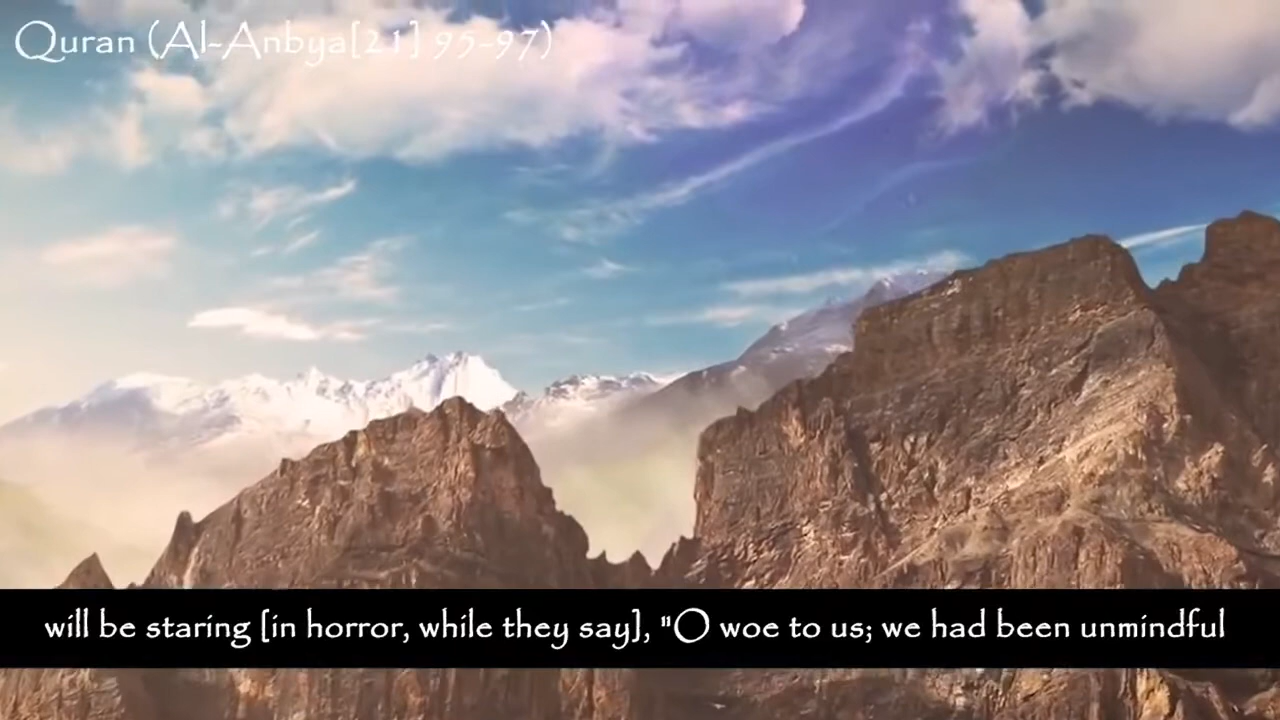 Quran (Al-Anbya[21] 95-97)
will be staring [in horror, while they say], "O woe to us; we had been unmindful